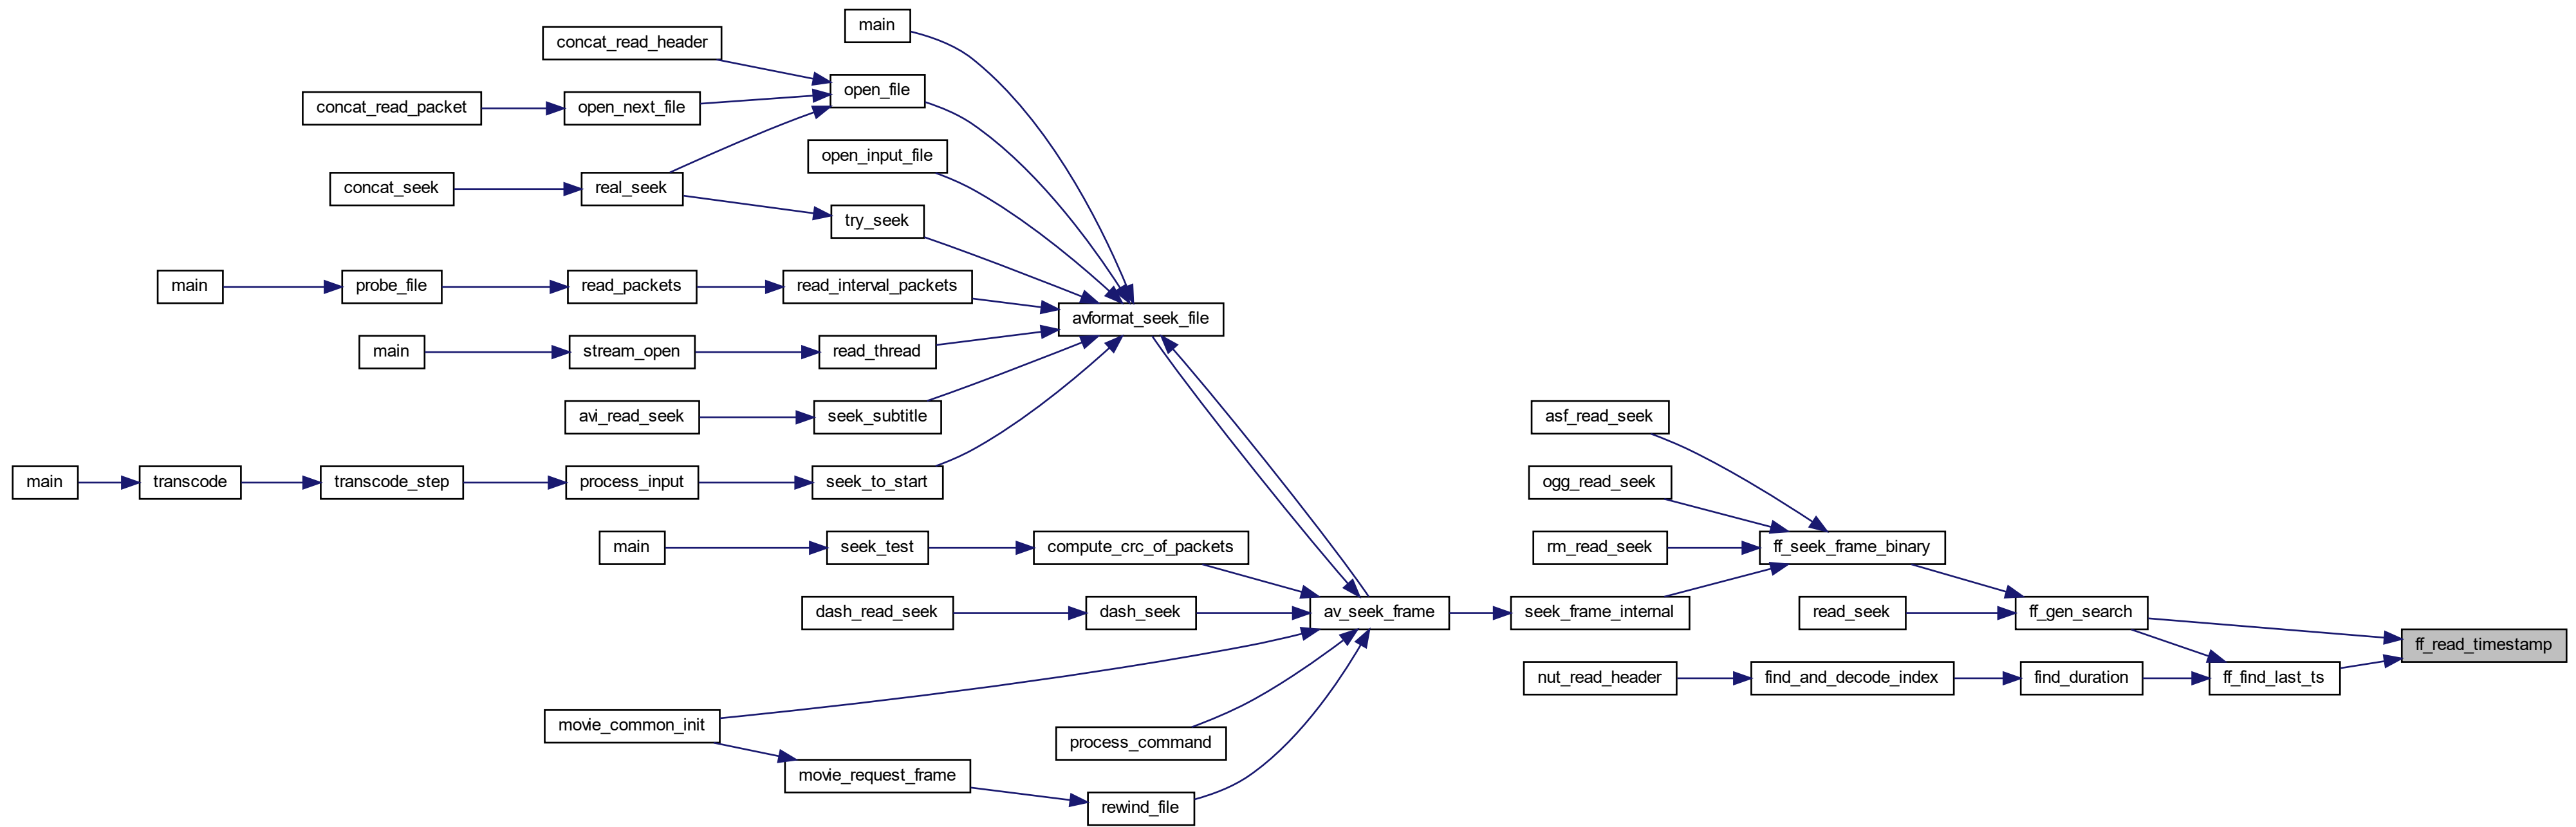 main
concat_read_header
open_file
concat_read_packet
open_next_file
open_input_file
concat_seek
real_seek
try_seek
main
probe_file
read_packets
read_interval_packets
avformat_seek_file
main
stream_open
read_thread
avi_read_seek
seek_subtitle
asf_read_seek
main
transcode
transcode_step
process_input
seek_to_start
ogg_read_seek
main
seek_test
compute_crc_of_packets
rm_read_seek
ff_seek_frame_binary
dash_read_seek
dash_seek
av_seek_frame
seek_frame_internal
read_seek
ff_gen_search
ff_read_timestamp
nut_read_header
find_and_decode_index
find_duration
ff_find_last_ts
movie_common_init
process_command
movie_request_frame
rewind_file